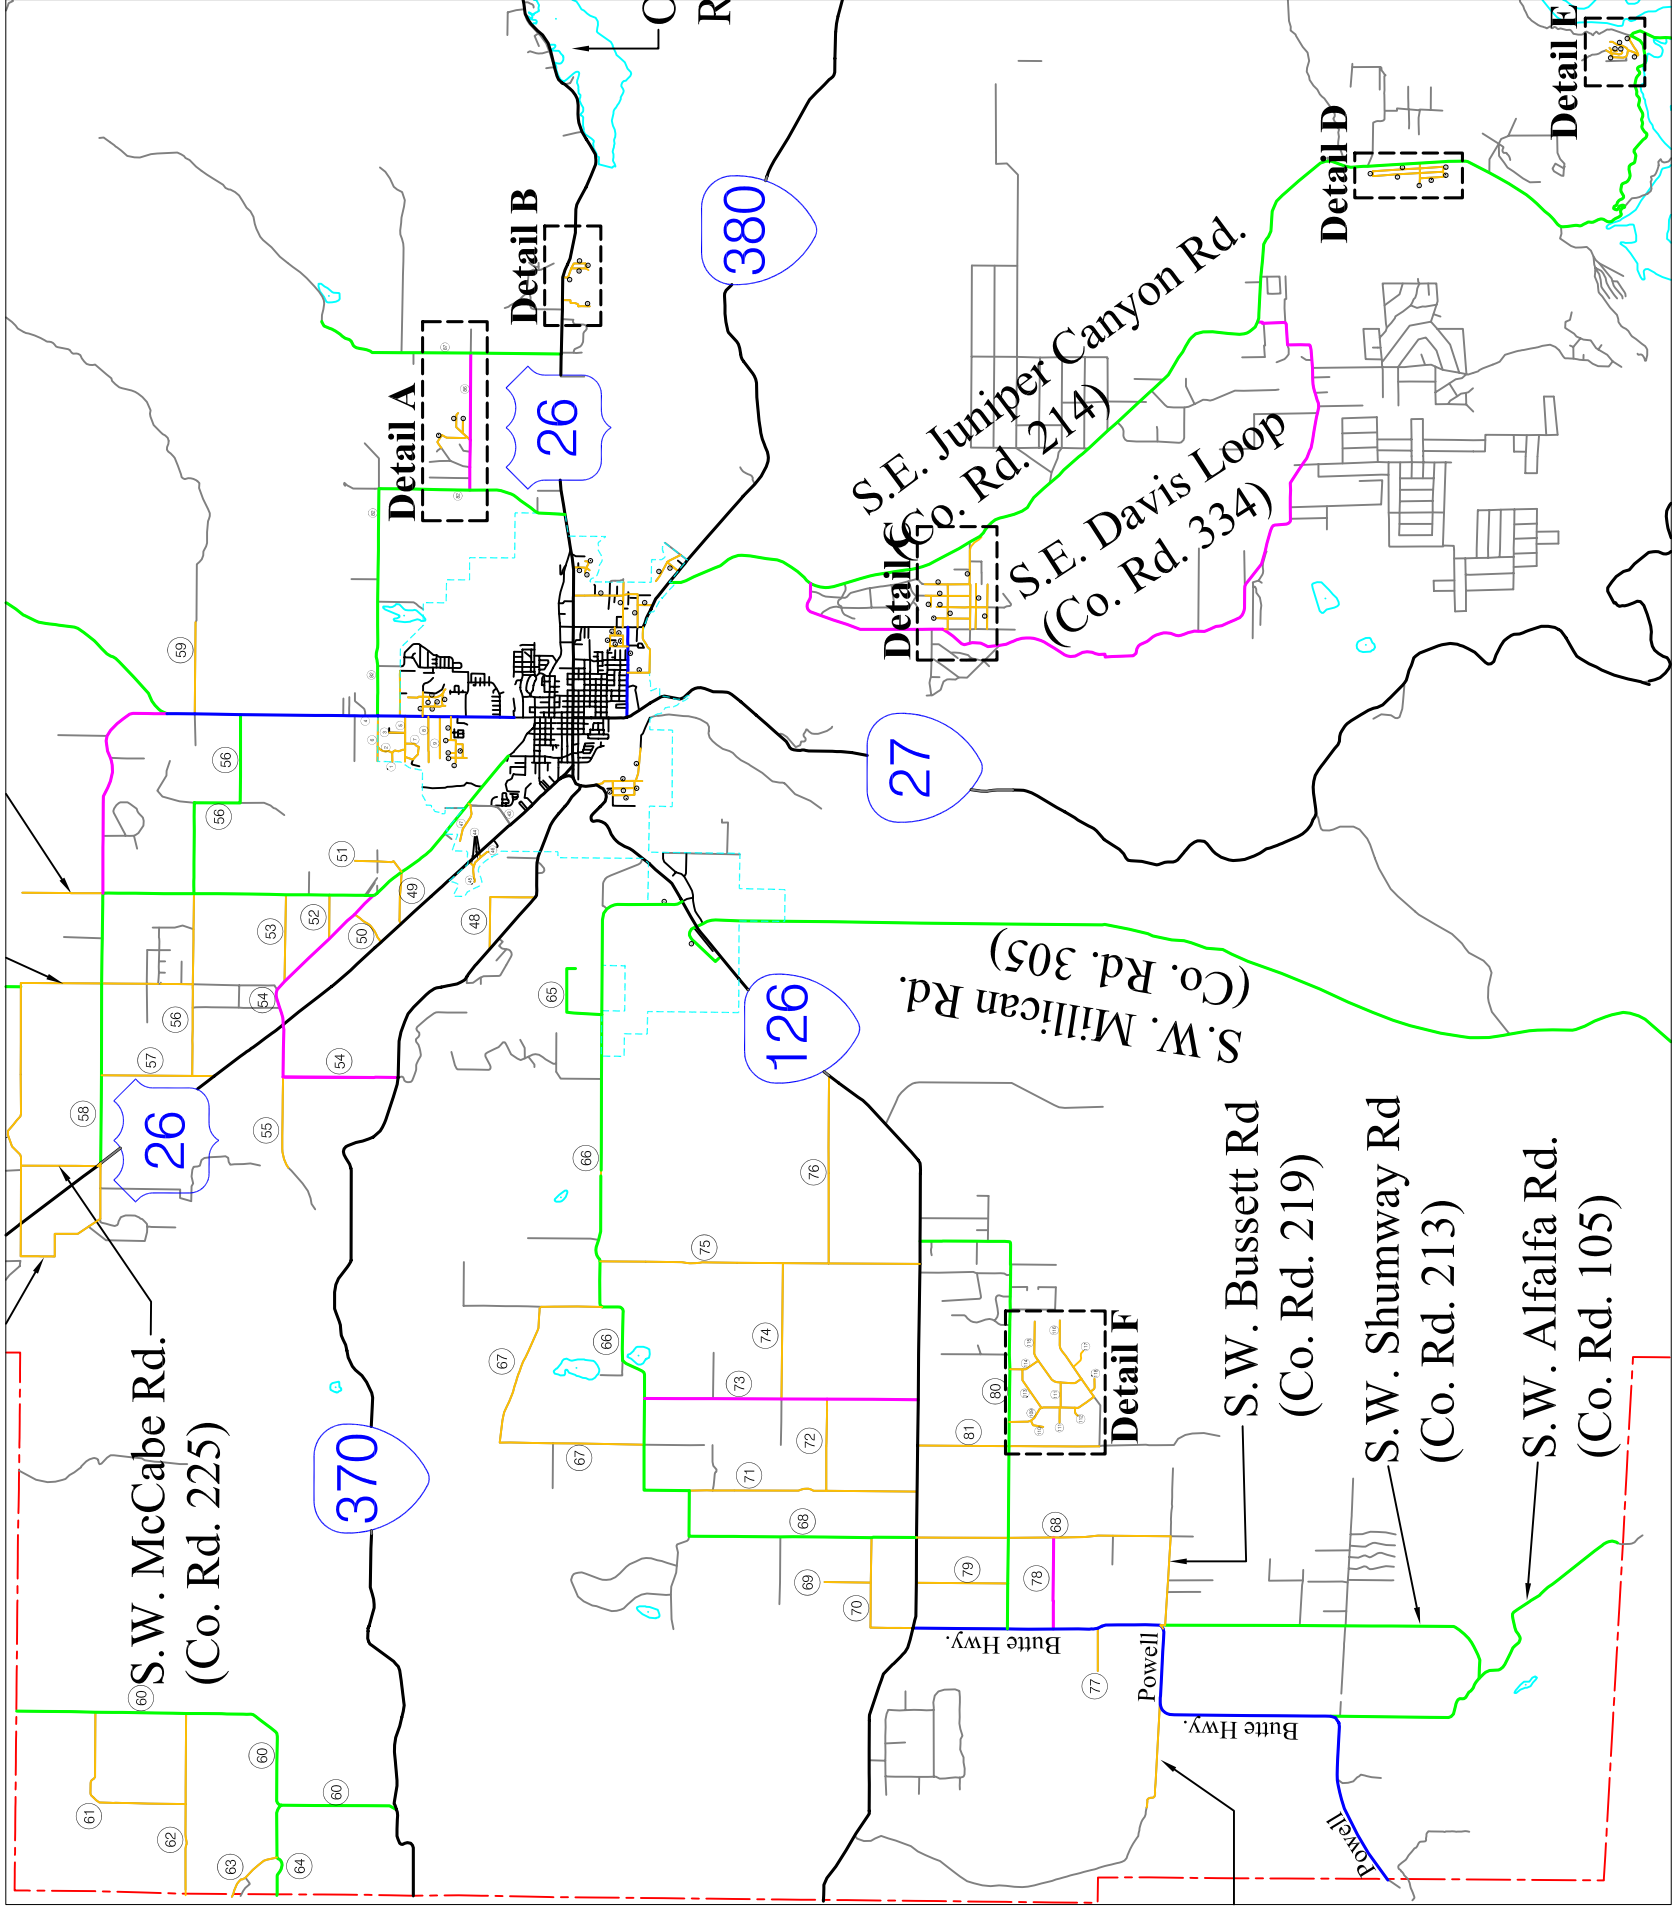 59
56
56
51
49
52
53
50
48
54
54
56
57
58
55
65
66
66
67
67
75
76
74
73
72
71
68
68
69
70
79
78
80
81
77
60
60
60
61
62
63
64
26
26
380
27
126
370
Detail A
Detail B
Detail D
Detail E
Detail F
S.E. Juniper Canyon Rd.
(Co. Rd. 214)
S.E. Davis Loop
(Co. Rd. 334)
S.W. Millican Rd.
(Co. Rd. 305)
S.W. McCabe Rd.
(Co. Rd. 225)
S.W. Bussett Rd
(Co. Rd. 219)
S.W. Shumway Rd
(Co. Rd. 213)
S.W. Alfalfa Rd.
(Co. Rd. 105)
Butte Hwy.
Powell
Butte Hwy.
Powell